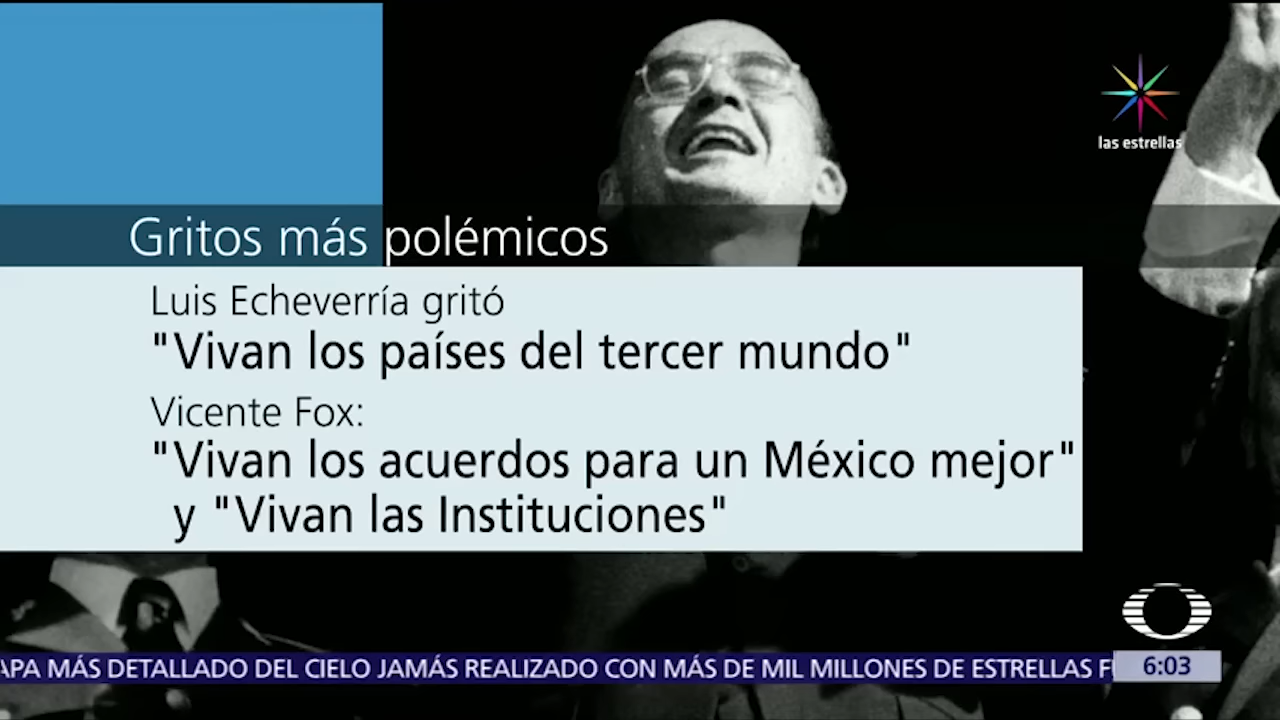 las estrellas
Gritos más polémicos
Luis Echeverría gritó
"Vivan los países del tercer mundo"
Vicente Fox:
"Vivan los acuerdos para un México mejor"
y "Vivan las Instituciones"
MÁS DETALLADO DEL CIELO JAMÁS REALIZADO CON MÁS DE MIL MILLONES DE ESTRELLAS
6:03